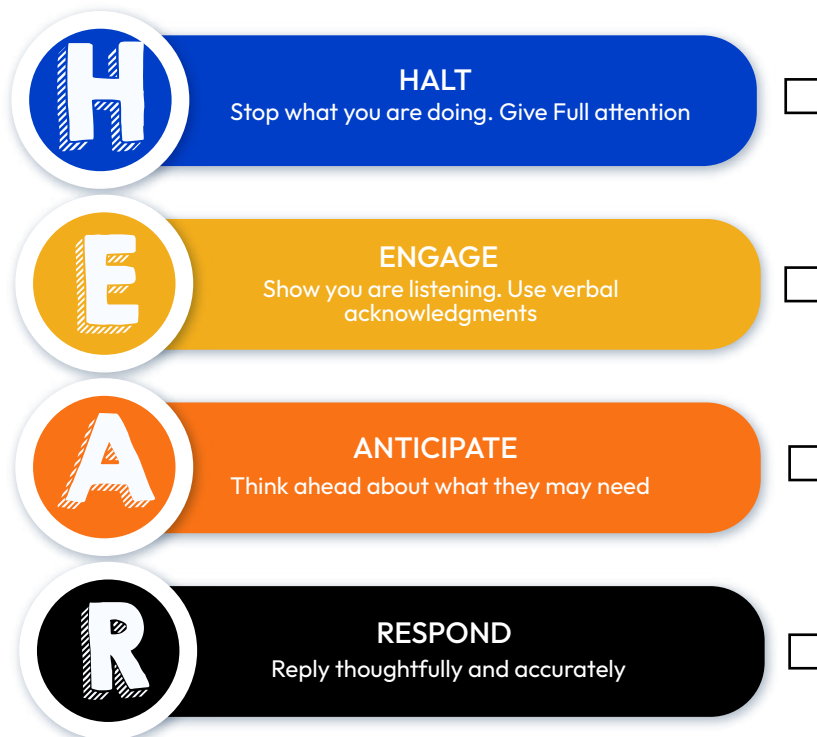 H
HALT
Stop what you are doing. Give Full attention
E
ENGAGE
Show you are listening. Use verbal
acknowledgments
A
ANTICIPATE
Think ahead about what they may need
R
RESPOND
Reply thoughtfully and accurately